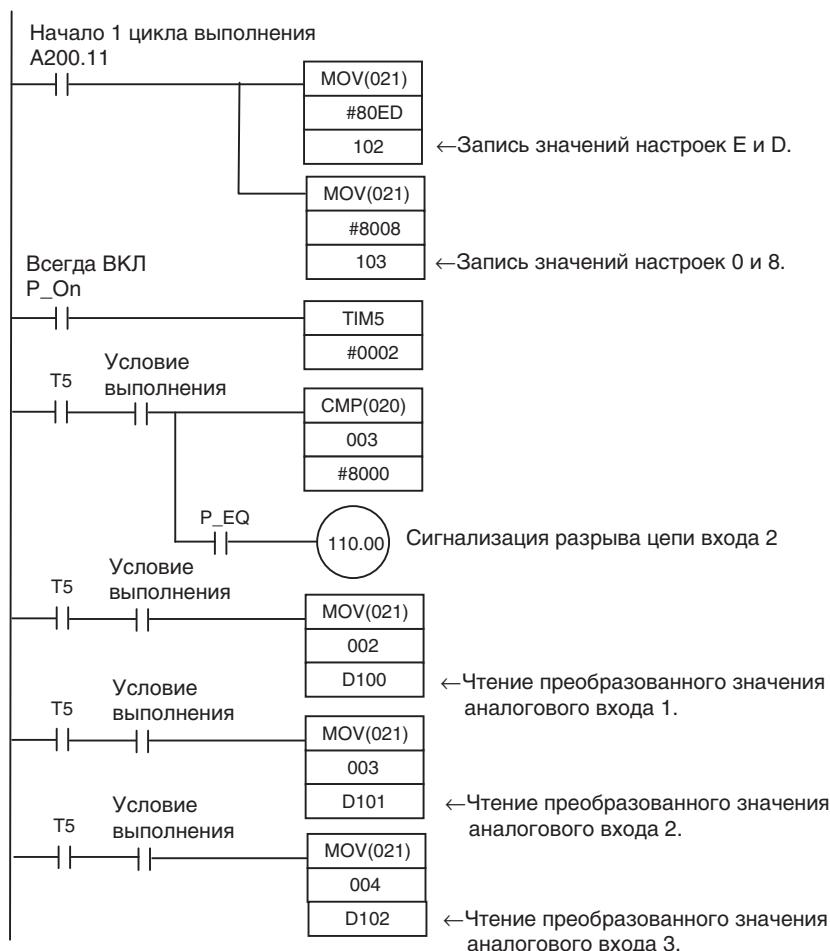 Начало 1 цикла выполнения
A200.11
MOV(021)
#80ED
102
←Запись значений настроек E и D.
MOV(021)
#8008
103
←Запись значений настроек 0 и 8.
Всегда ВКЛ
P_On
TIM5
#0002
T5
Условие
выполнения
CMP(020)
003
#8000
P_EQ
110.00
Сигнализация разрыва цепи входа 2
T5
Условие
выполнения
MOV(021)
002
D100
←Чтение преобразованного значения
аналогового входа 1.
T5
Условие
выполнения
MOV(021)
003
D101
←Чтение преобразованного значения
аналогового входа 2.
T5
Условие
выполнения
MOV(021)
004
D102
←Чтение преобразованного значения
аналогового входа 3.